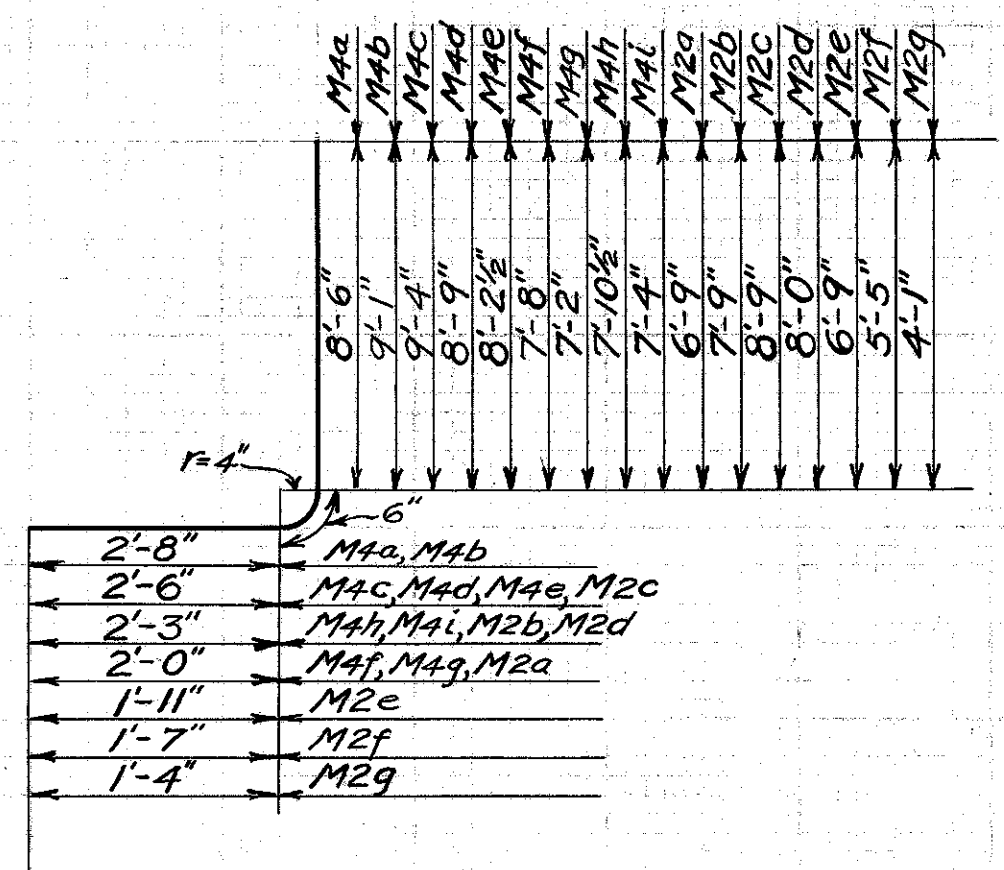 M4a
M4b
M4c
M4d
M4e
M4f
M4g
M4h
M4i
M2a
M2b
M2c
M2d
M2e
M2f
M2g
8'-6"
9'-1"
9'-4"
8'-9"
8'-2½"
7'-8"
7'-2"
7'-10½"
7'-4"
6'-9"
7'-9"
8'-9"
8'-0"
6'-9"
5'-5"
4'-1"
r=4"
6"
2'-8" M4a, M4b
2'-6" M4c, M4d, M4e, M2c
2'-3" M4h, M4i, M2b, M2d
2'-0" M4f, M4g, M2a
1'-11" M2e
1'-7" M2f
1'-4" M2g